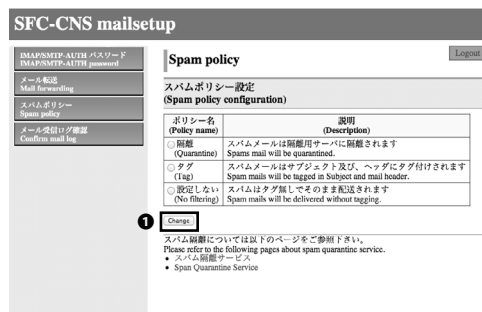 SFC-CNS mailsetup
IMAP/SMTP-AUTH パスワード
IMAP/SMTP-AUTH password
メール転送
Mail forwarding
スパムポリシー
Spam policy
メール受信ログ確認
Confirm mail log
Spam policy
Logout
スパムポリシー設定
(Spam policy configuration)
ポリシー名
(Policy name)
説明
(Description)
隔離
(Quarantine)
スパムメールは隔離用サーバに隔離されます
Spams mail will be quarantined.
タグ
(Tag)
スパムメールはサブジェクト及び、ヘッダにタグ付けされます
Spam mails will be tagged in Subject and mail header.
設定しない
(No filtering)
スパムはタグ無しでそのまま配送されます
Spam mails will be delivered without tagging.
❶
Change
スパム隔離については以下のページをご参照下さい。
Please refer to the following pages about spam quarantine service.
• スパム隔離サービス
• Span Quarantine Service